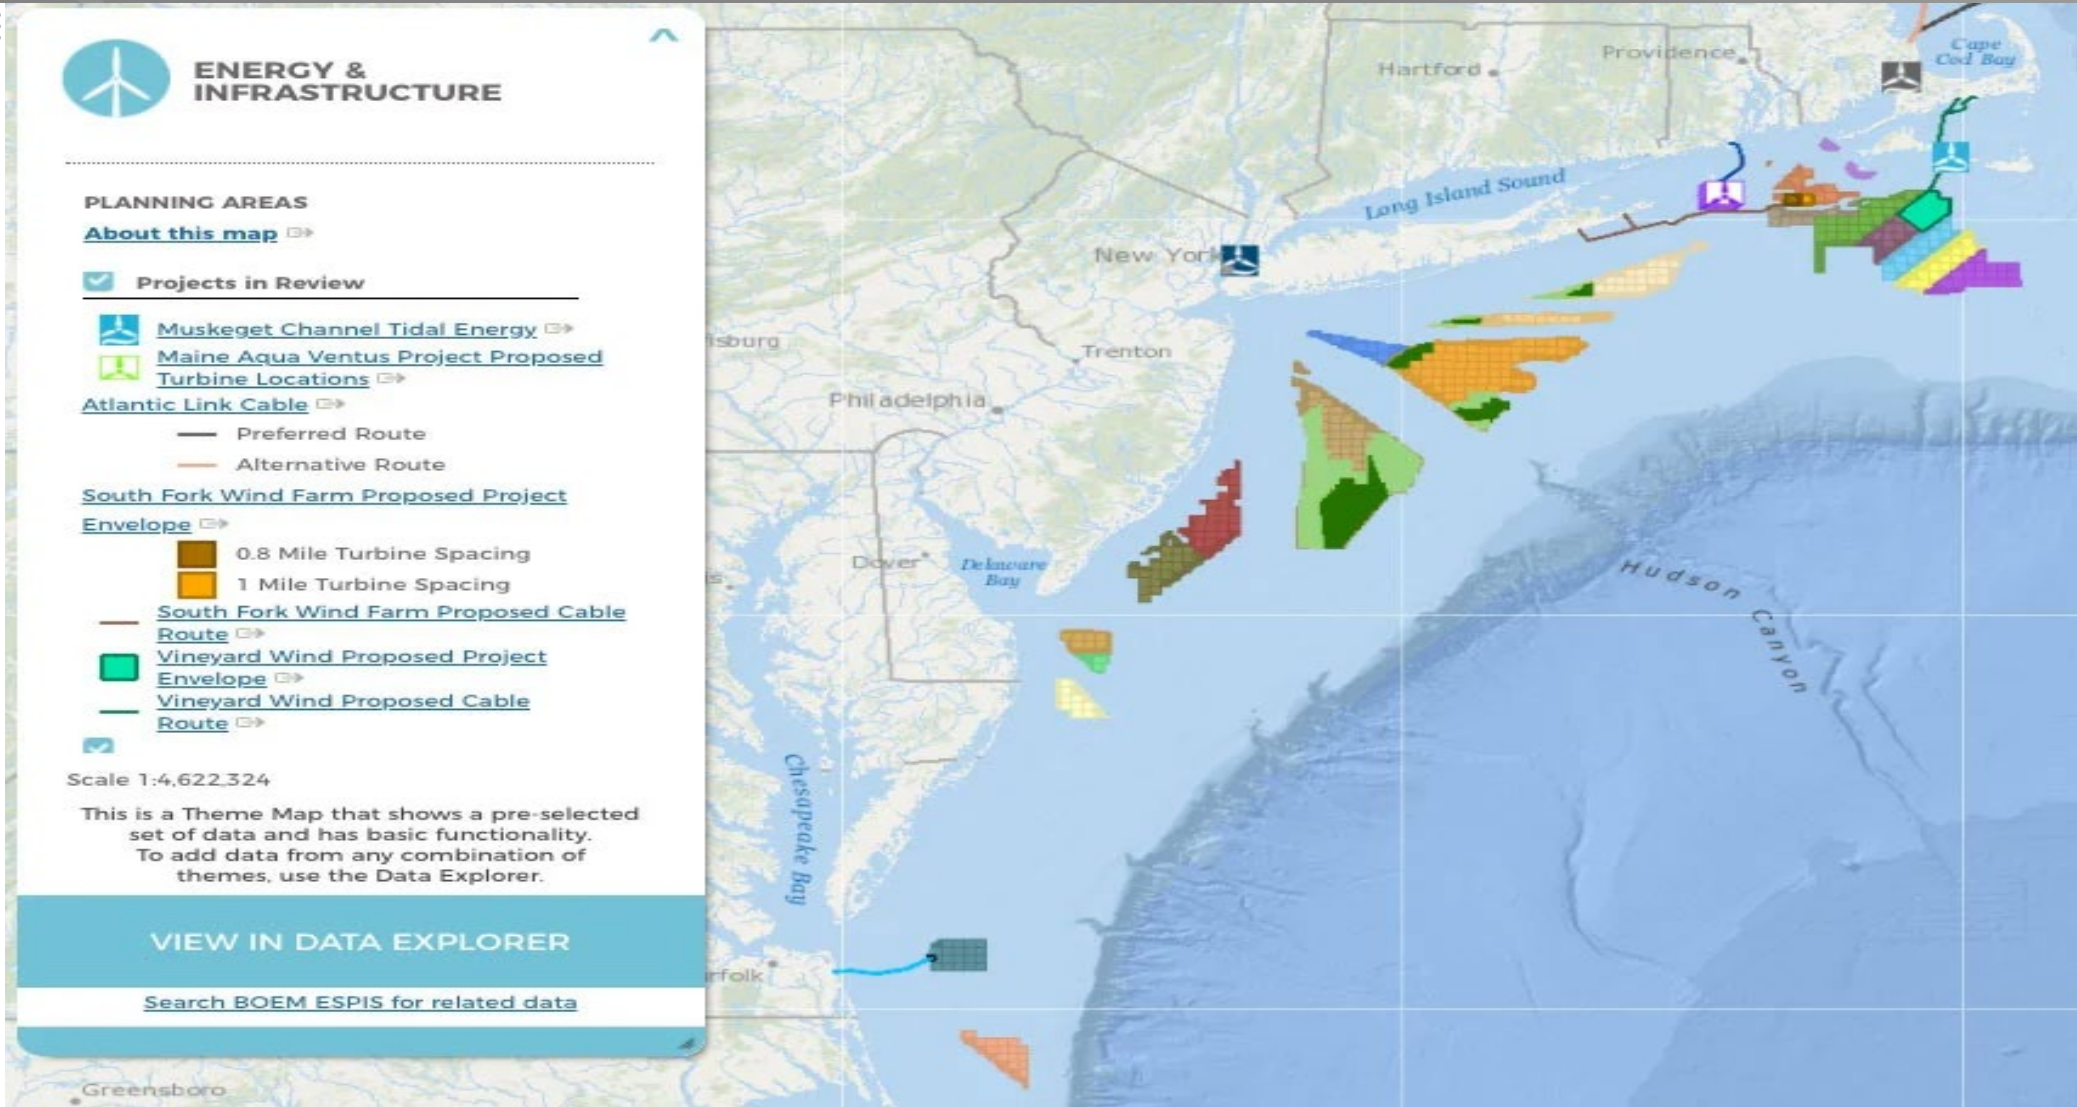 ENERGY &
INFRASTRUCTURE
PLANNING AREAS
About this map
Projects in Review
Muskeget Channel Tidal Energy
Maine Aqua Ventus Project Proposed
Turbine Locations
Atlantic Link Cable
Preferred Route
Alternative Route
South Fork Wind Farm Proposed Project
Envelope
0.8 Mile Turbine Spacing
1 Mile Turbine Spacing
South Fork Wind Farm Proposed Cable
Route
Vineyard Wind Proposed Project
Envelope
Vineyard Wind Proposed Cable
Route
Scale 1:4,622,324
This is a Theme Map that shows a pre-selected
set of data and has basic functionality.
To add data from any combination of
themes, use the Data Explorer.
VIEW IN DATA EXPLORER
Search BOEM ESPIS for related data
Greensboro
Hartford
Providence
Cape
Cod Bay
Long Island Sound
New York
isburg
Trenton
Philadelphia
Dover
Delaware
Bay
is
Hudson Canyon
Chesapeake Bay
rfolk